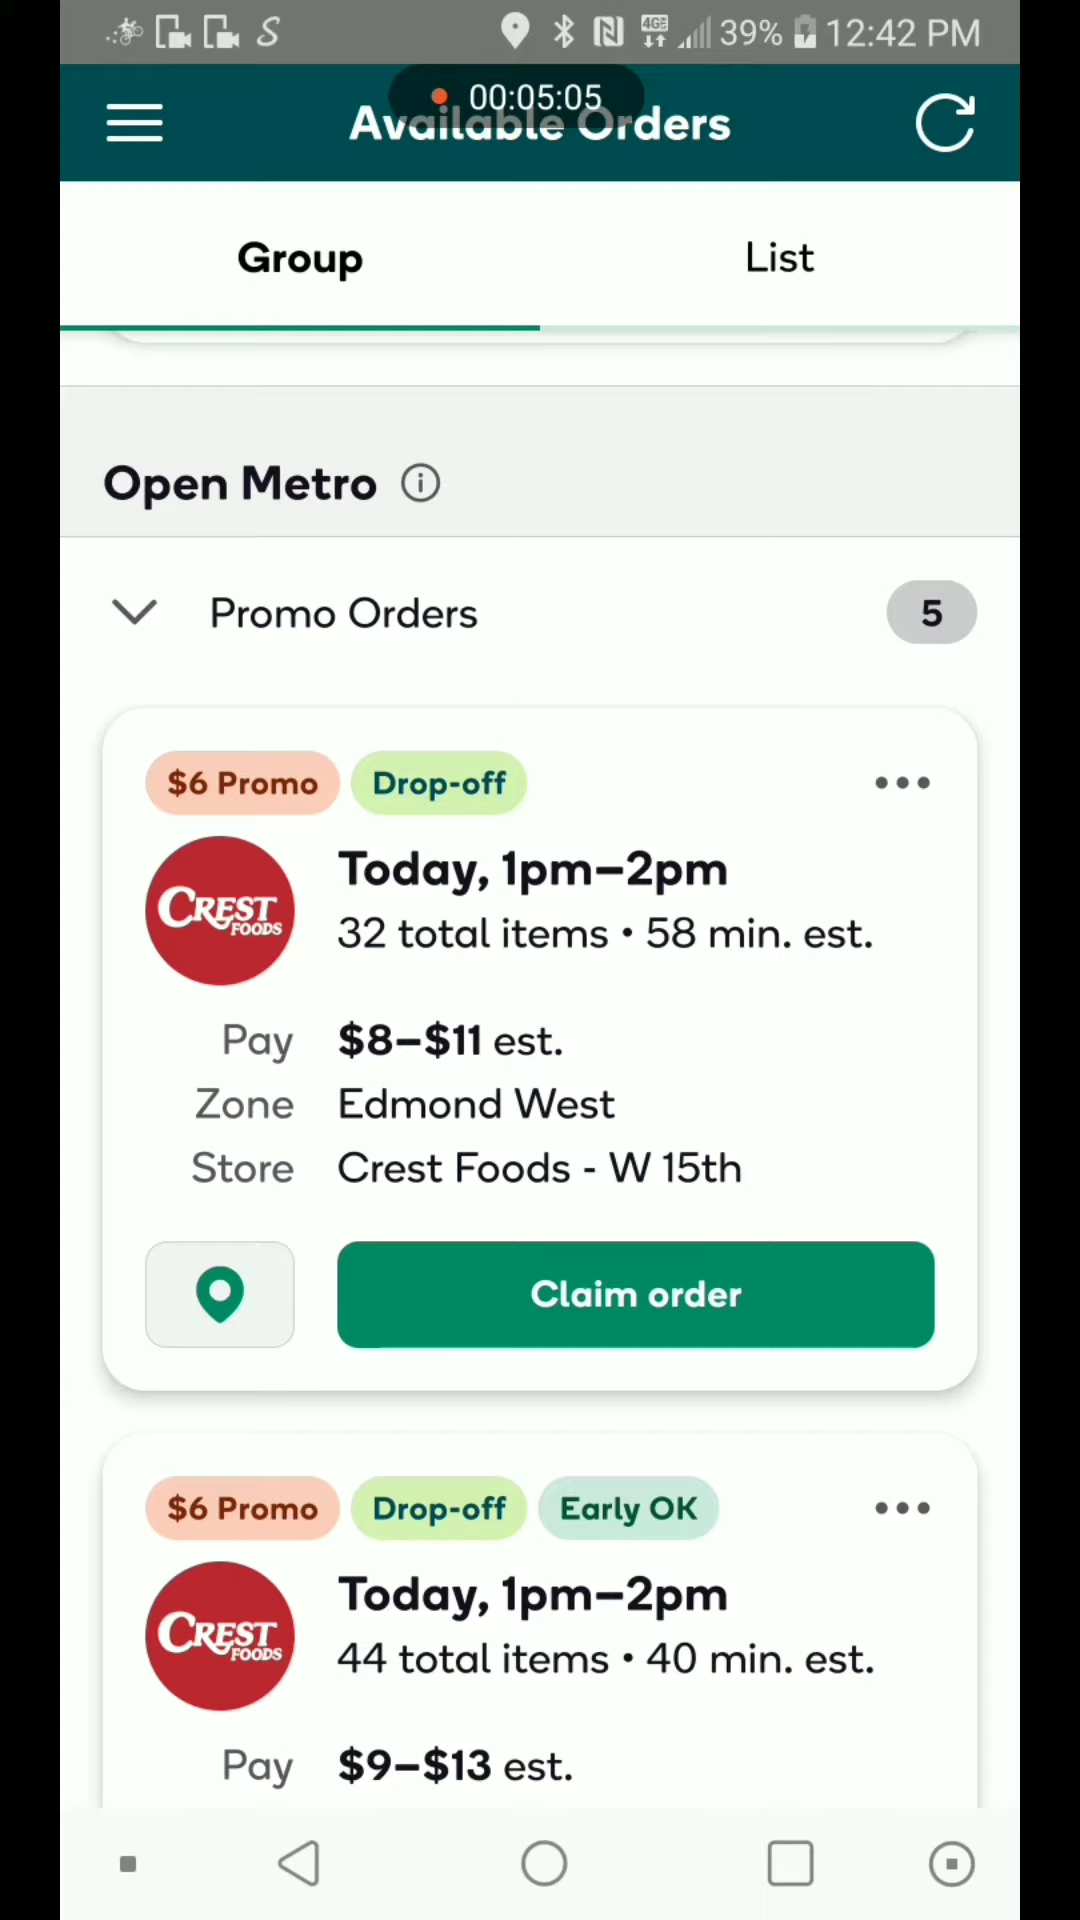 39% 12:42 PM
00:05:05
Available Orders
Group
List
Open Metro
Promo Orders
5
$6 Promo
Drop-off
CREST
FOODS
Today, 1pm–2pm
32 total items • 58 min. est.
Pay $8–$11 est.
Zone Edmond West
Store Crest Foods - W 15th
Claim order
$6 Promo
Drop-off
Early OK
CREST
FOODS
Today, 1pm–2pm
44 total items • 40 min. est.
Pay $9–$13 est.